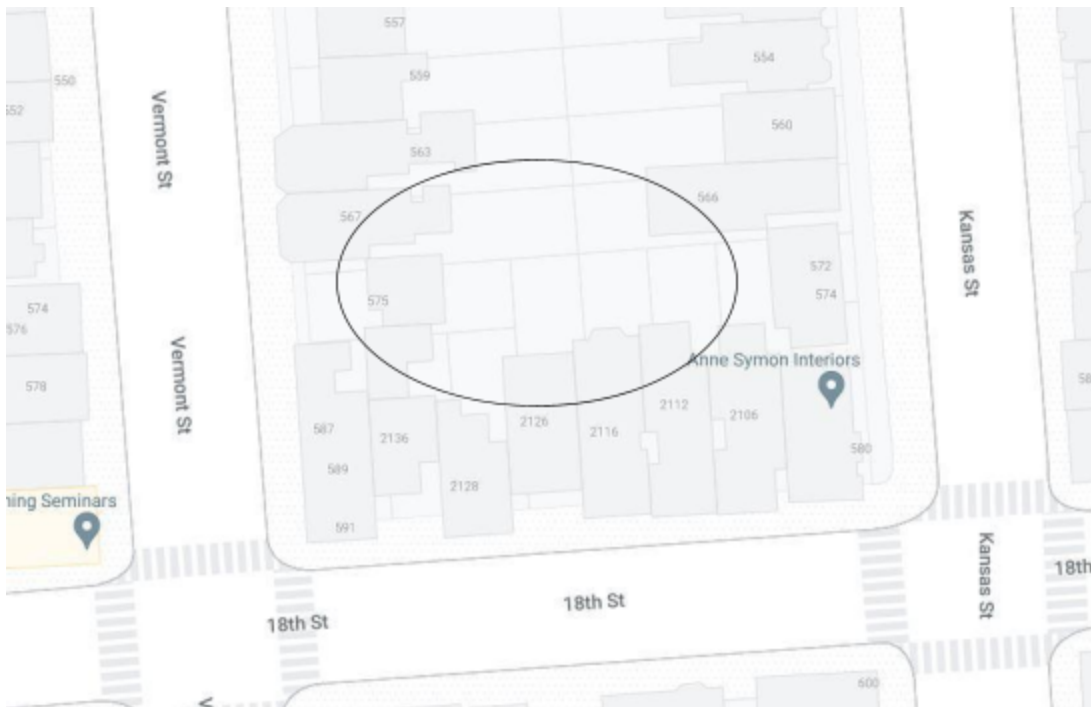 557
554
550
559
552
Vermont St
560
563
566
567
Kansas St
572
574
575
574
576
Vermont St
Anne Symon Interiors
578
2112
2106
2126
2116
587
2136
580
589
2128
ning Seminars
591
Kansas St
18th
18th St
18th St
600